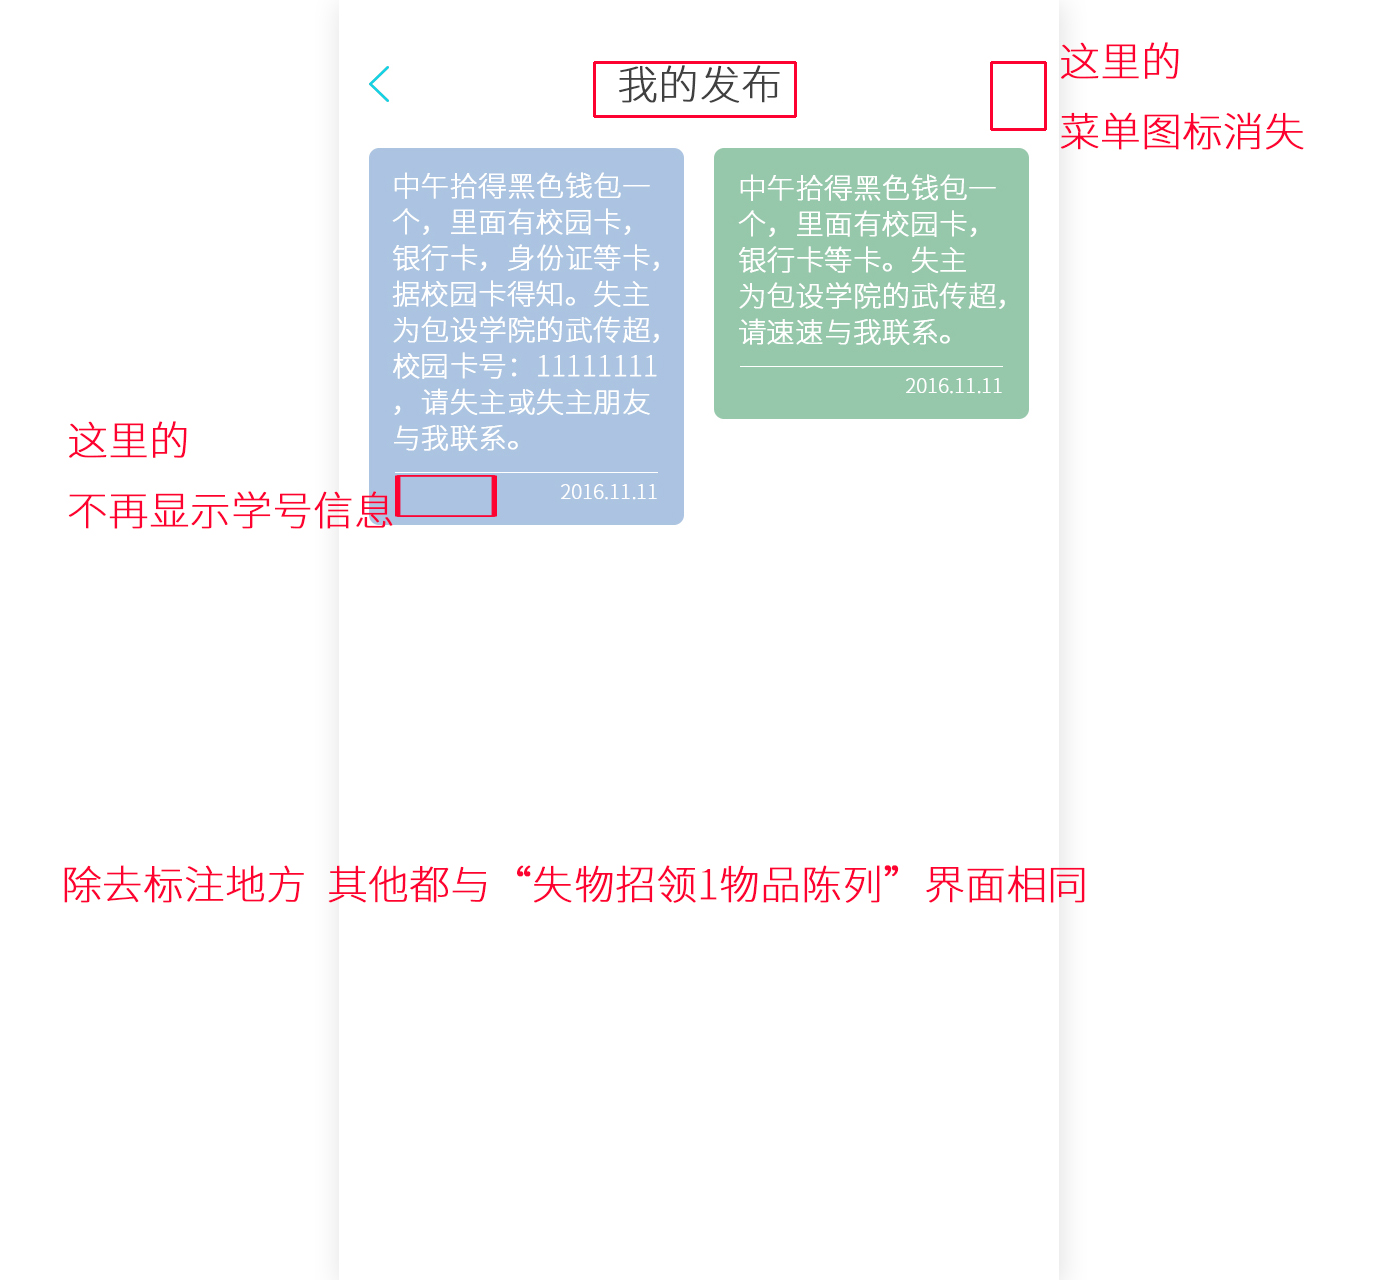 我的发布
这里的
菜单图标消失
中午拾得黑色钱包一
个，里面有校园卡，
银行卡，身份证等卡，
据校园卡得知。失主
为包设学院的武传超，
校园卡号：11111111
，请失主或失主朋友
与我联系。
2016.11.11
中午拾得黑色钱包一
个，里面有校园卡，
银行卡等卡。失主
为包设学院的武传超，
请速速与我联系。
2016.11.11
这里的
不再显示学号信息
除去标注地方 其他都与“失物招领1物品陈列”界面相同